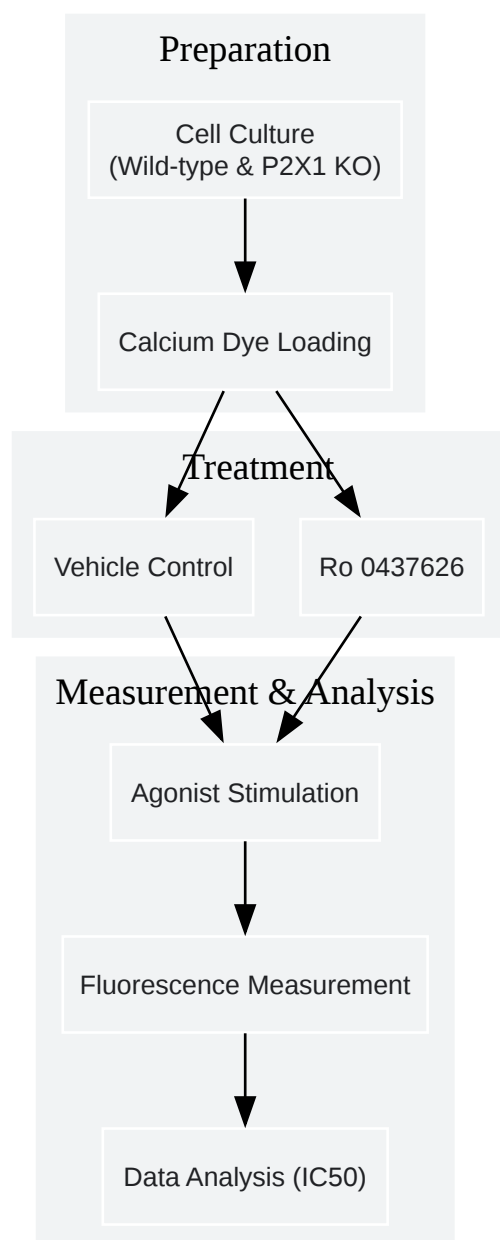 Preparation
Cell Culture
(Wild-type & P2X1 KO)
Calcium Dye Loading
Treatment
Vehicle Control
Ro 0437626
Measurement & Analysis
Agonist Stimulation
Fluorescence Measurement
Data Analysis (IC50)